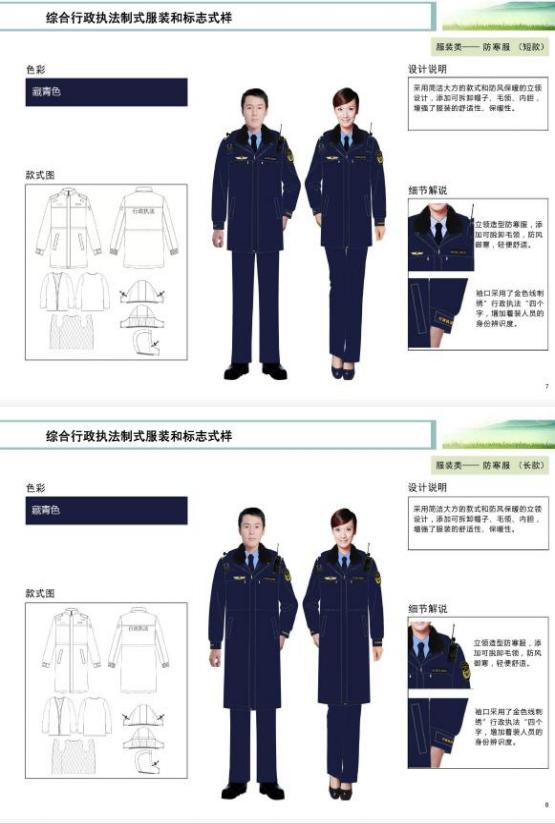 综合行政执法制式服装和标志式样
服装类—— 防寒服 （短款）
色彩
藏青色
设计说明
采用简洁大方的款式和防风保暖的立领
设计，添加可拆卸帽子、毛领、内胆，
增强了服装的舒适性、保暖性。
款式图
行政执法
细节解说
立领造型防寒服，添
加可脱卸毛领，防风
御寒，轻便舒适。
袖口采用了金色线刺
绣“行政执法“四个
字，增加着装人员的
身份辨识度。
7
综合行政执法制式服装和标志式样
服装类—— 防寒服 （长款）
色彩
藏青色
设计说明
采用简洁大方的款式和防风保暖的立领
设计，添加可拆卸帽子、毛领、内胆，
增强了服装的舒适性、保暖性。
款式图
行政执法
细节解说
立领造型防寒服，添
加可脱卸毛领，防风
御寒，轻便舒适。
袖口采用了金色线刺
绣”行政执法“四个
字，增加着装人员的
身份辨识度。
8